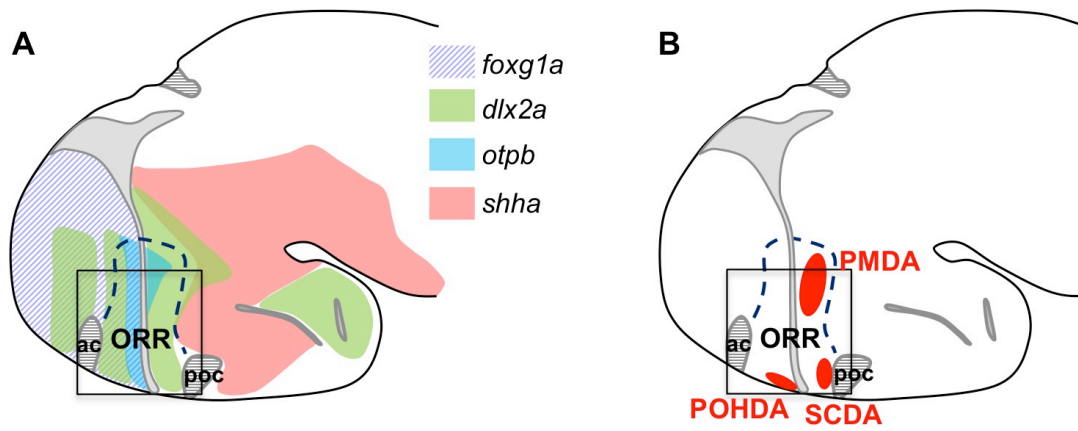 A
foxg1a
dlx2a
otpb
shha
ORR
ac
poc
B
PMDA
ORR
ac
poc
POHDA
SCDA